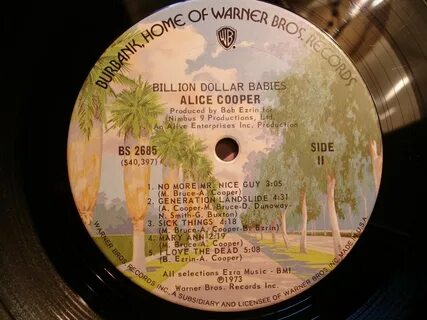 BURBANK, HOME OF WARNER BROS. RECORDS
WB
BILLION DOLLAR BABIES
ALICE COOPER
Produced by Bob Ezrin for
Nimbus 9 Productions, Ltd.
An Alive Enterprises Inc. Production
BS 2685
(S40,397)
SIDE
II
1. NO MORE MR. NICE GUY 3:05
(M. Bruce-A. Cooper)
2. GENERATION LANDSLIDE 4:31
(A. Cooper-M. Bruce-D. Dunaway-
N. Smith-G. Buxton)
3. SICK THINGS 4:18
(M. Bruce-A. Cooper-B. Ezrin)
4. MARY ANN 2:19
(M. Bruce-A. Cooper)
5. I LOVE THE DEAD 5:08
(B. Ezrin-A. Cooper)
All selections Ezra Music - BMI
℗1973
Warner Bros. Records Inc.
WARNER BROS. RECORDS INC., A SUBSIDIARY AND LICENSEE OF WARNER BROS. INC. MADE IN U.S.A.